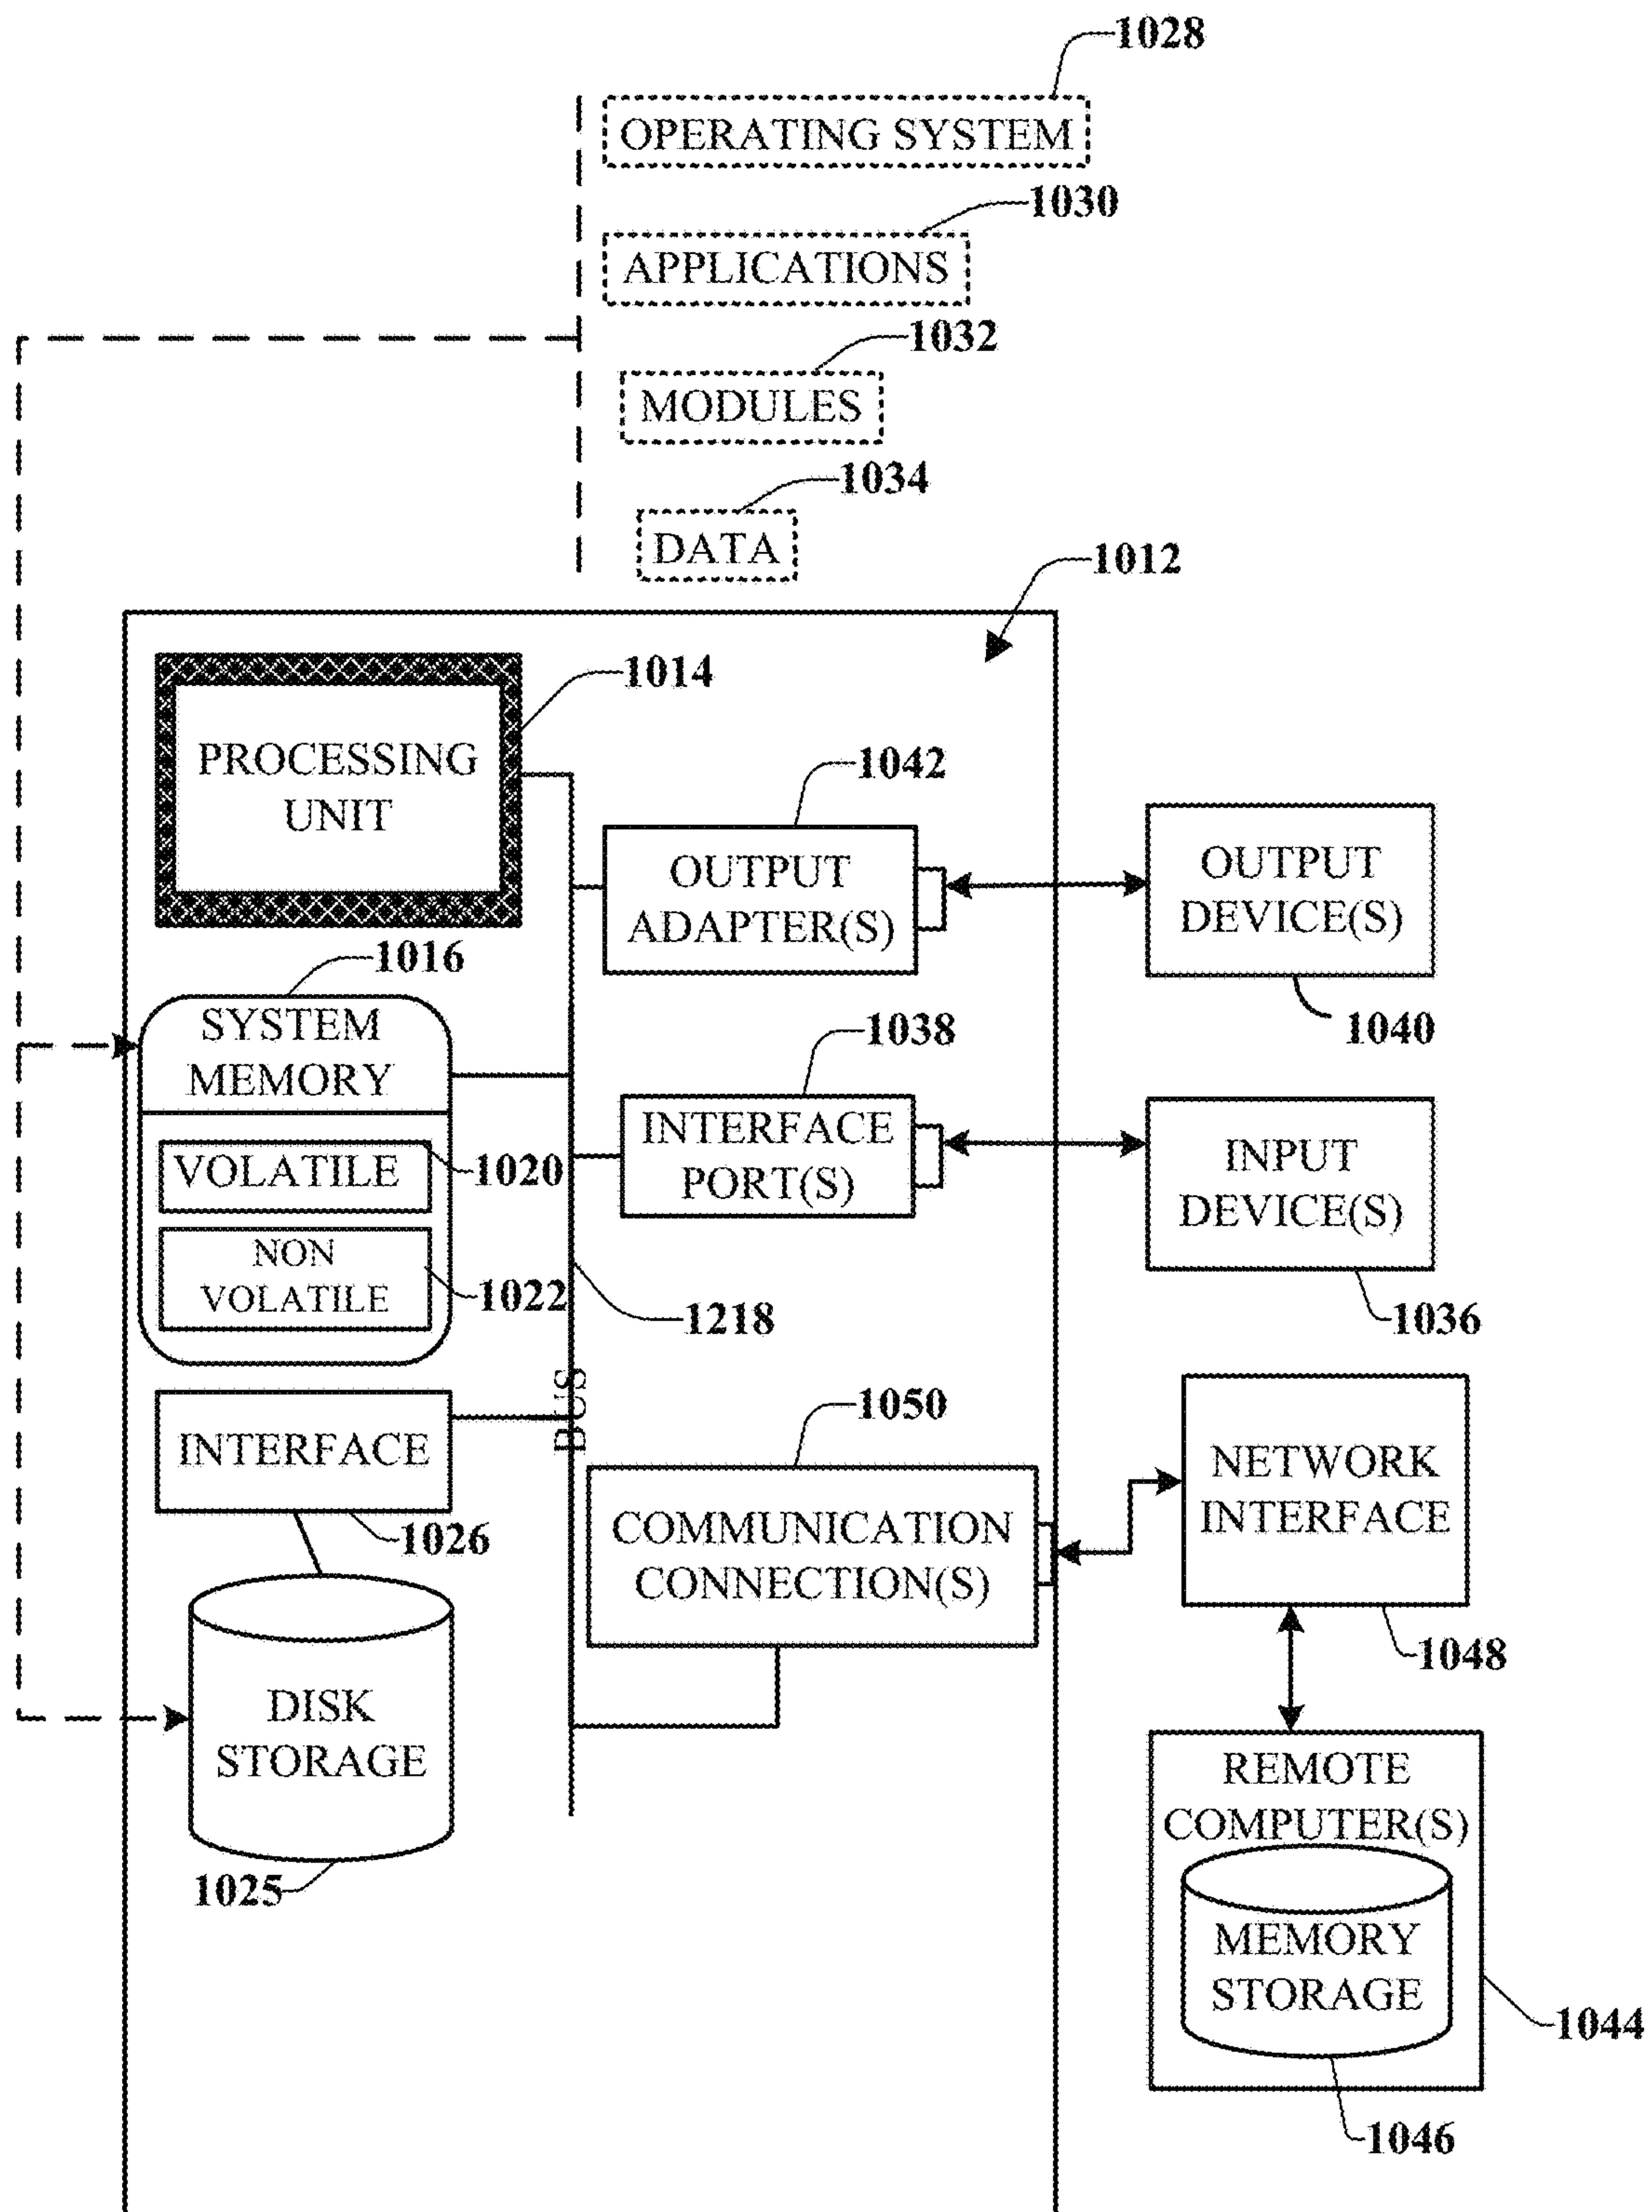 1028
OPERATING SYSTEM
1030
APPLICATIONS
1032
MODULES
1034
DATA
1012
1014
PROCESSING
UNIT
1042
OUTPUT
ADAPTER(S)
OUTPUT
DEVICE(S)
1040
1016
SYSTEM
MEMORY
1038
INTERFACE
PORT(S)
INPUT
DEVICE(S)
1036
VOLATILE
1020
NON
VOLATILE
1022
1218
BUS
INTERFACE
1026
1050
COMMUNICATION
CONNECTION(S)
NETWORK
INTERFACE
1048
DISK
STORAGE
1025
REMOTE
COMPUTER(S)
MEMORY
STORAGE
1044
1046